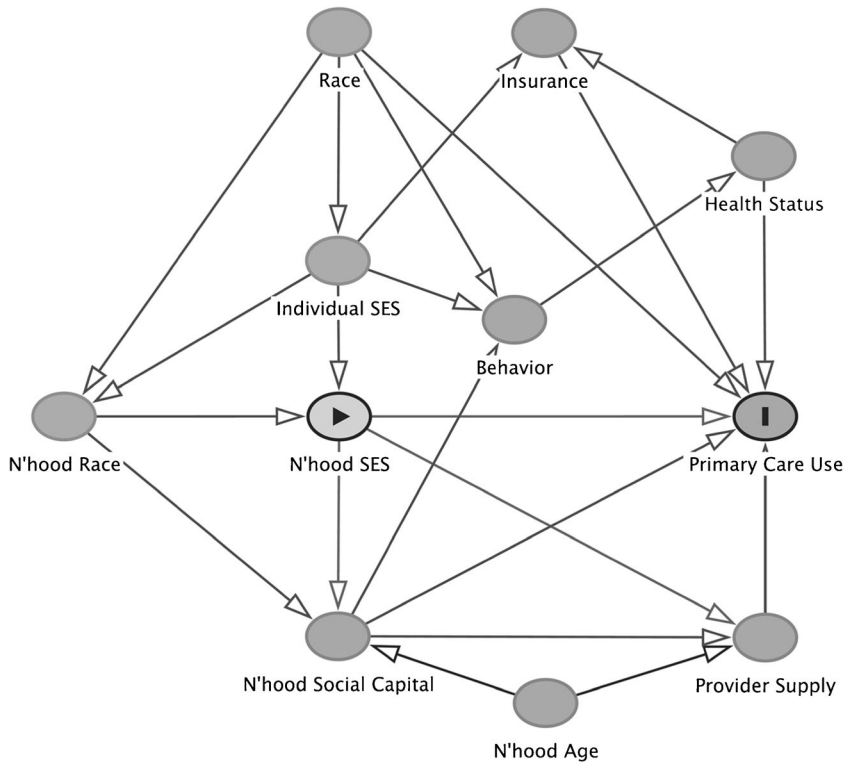 Race
Insurance
Health Status
Individual SES
Behavior
N'hood Race
N'hood SES
Primary Care Use
N'hood Social Capital
Provider Supply
N'hood Age